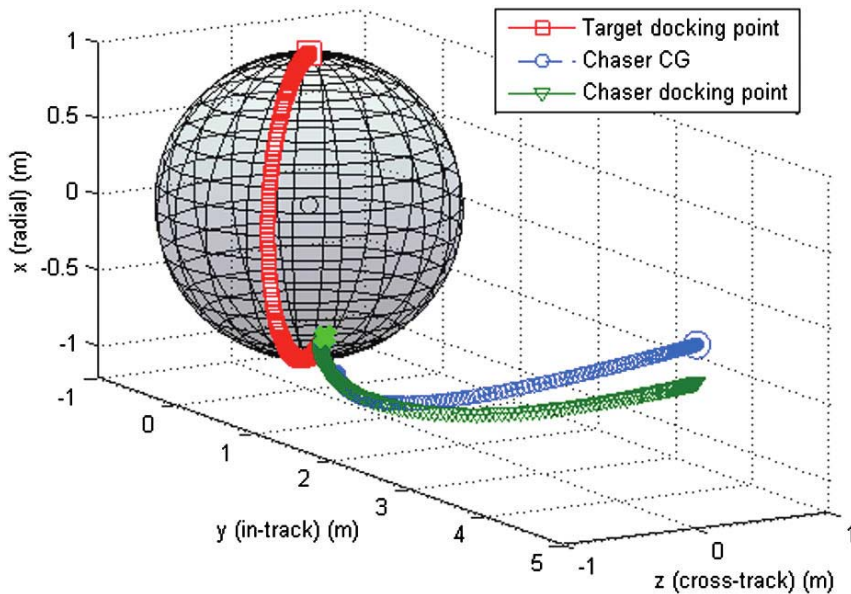 Target docking point
Chaser CG
Chaser docking point
1
0.5
0
-0.5
-1
x (radial) (m)
-1
0
1
2
3
4
5
y (in-track) (m)
-1
0
1
z (cross-track) (m)